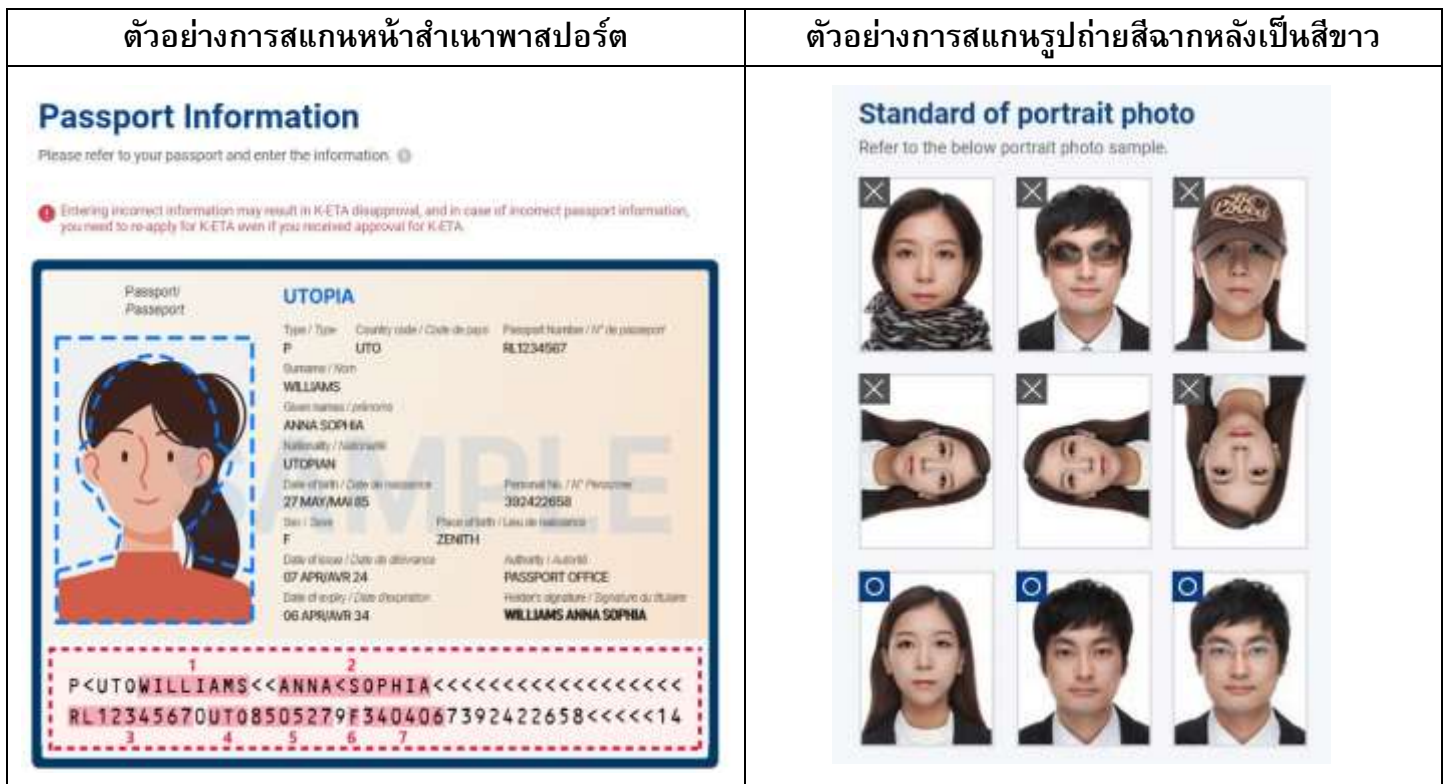 ตัวอย่างการสแกนหน้าสำเนาพาสปอร์ต
ตัวอย่างการสแกนรูปถ่ายสีฉากหลังเป็นสีขาว
Passport Information
Please refer to your passport and enter the information.
Entering incorrect information may result in K-ETA disapproval, and in case of incorrect passport information,
you need to re-apply for K-ETA even if you received approval for K-ETA.
Passport/
Passeport
UTOPIA
Type / Type Country code / Code de pays Passport Number / N° de passeport
P UTO RL1234567
Surname / Nom
WILLIAMS
Given names / prénoms
ANNA SOPHIA
Nationality / Nationalité
UTOPIAN
Date of birth / Date de naissance Personal No. / N° Personnel
27 MAY/MAI 85 392422658
Sex / Sexe Place of birth / Lieu de naissance
F ZENITH
Date of issue / Date de délivrance Authority / Autorité
07 APR/AVR 24 PASSPORT OFFICE
Date of expiry / Date d'expiration Holder's signature / Signature du titulaire
06 APR/AVR 34 WILLIAMS ANNA SOPHIA
SAMPLE
1 2
P<UTOWILLIAMS<<ANNA<SOPHIA<<<<<<<<<<<<<<<<<<
RL12345670UTO8505279F3404067392422658<<<<<14
3 4 5 6 7
Standard of portrait photo
Refer to the below portrait photo sample.